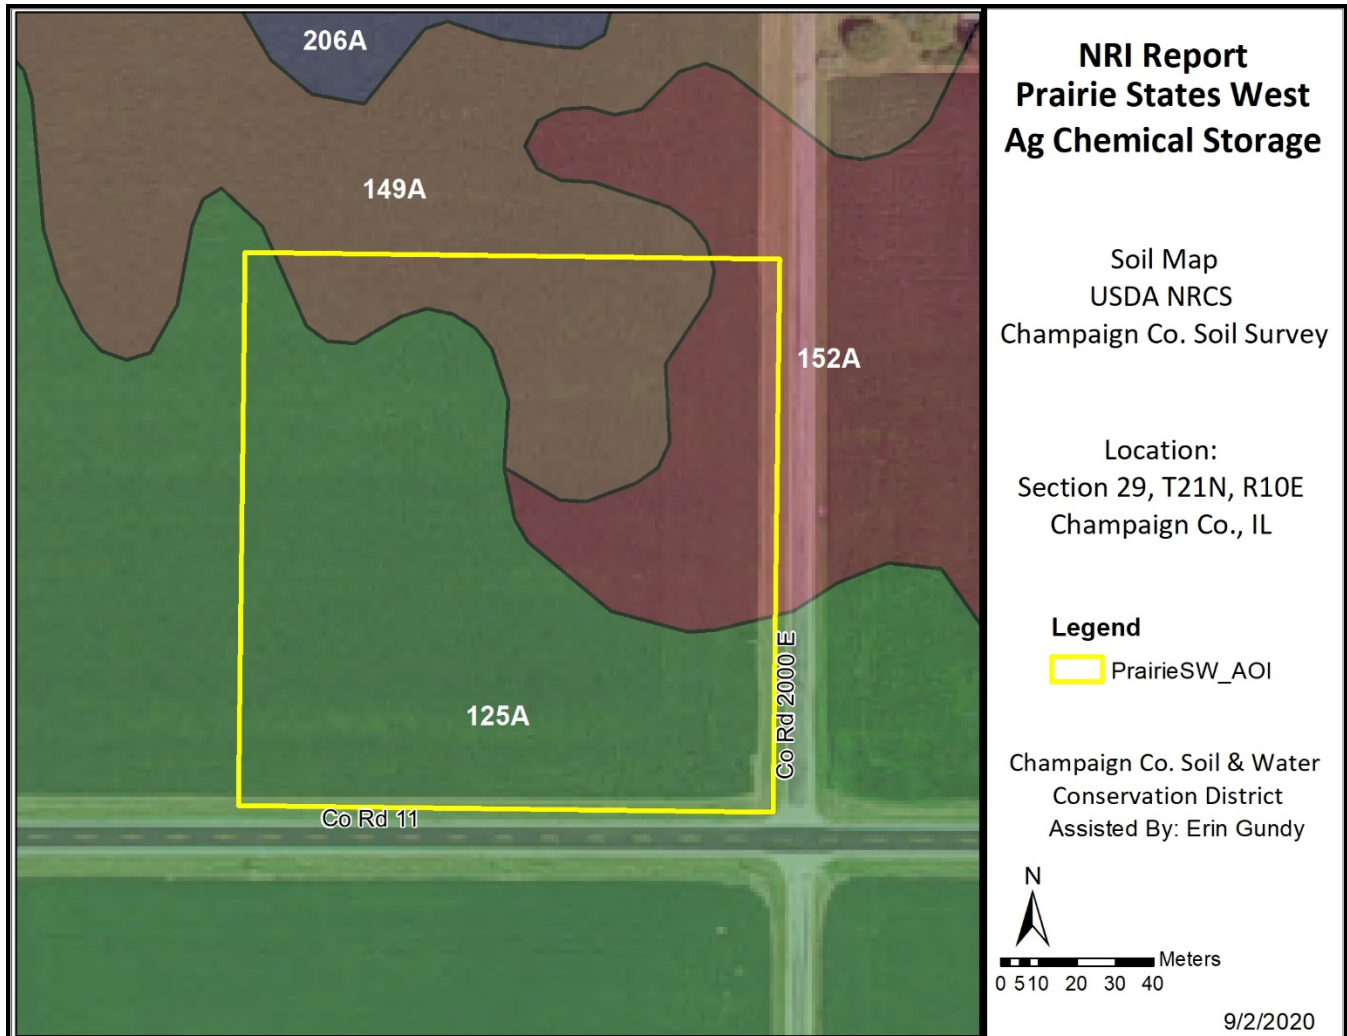 206A
149A
152A
125A
Co Rd 2000 E
Co Rd 11
NRI Report
Prairie States West
Ag Chemical Storage
Soil Map
USDA NRCS
Champaign Co. Soil Survey
Location:
Section 29, T21N, R10E
Champaign Co., IL
Legend
PrairieSW_AOI
Champaign Co. Soil & Water
Conservation District
Assisted By: Erin Gundy
N
Meters
0 5 10 20 30 40
9/2/2020